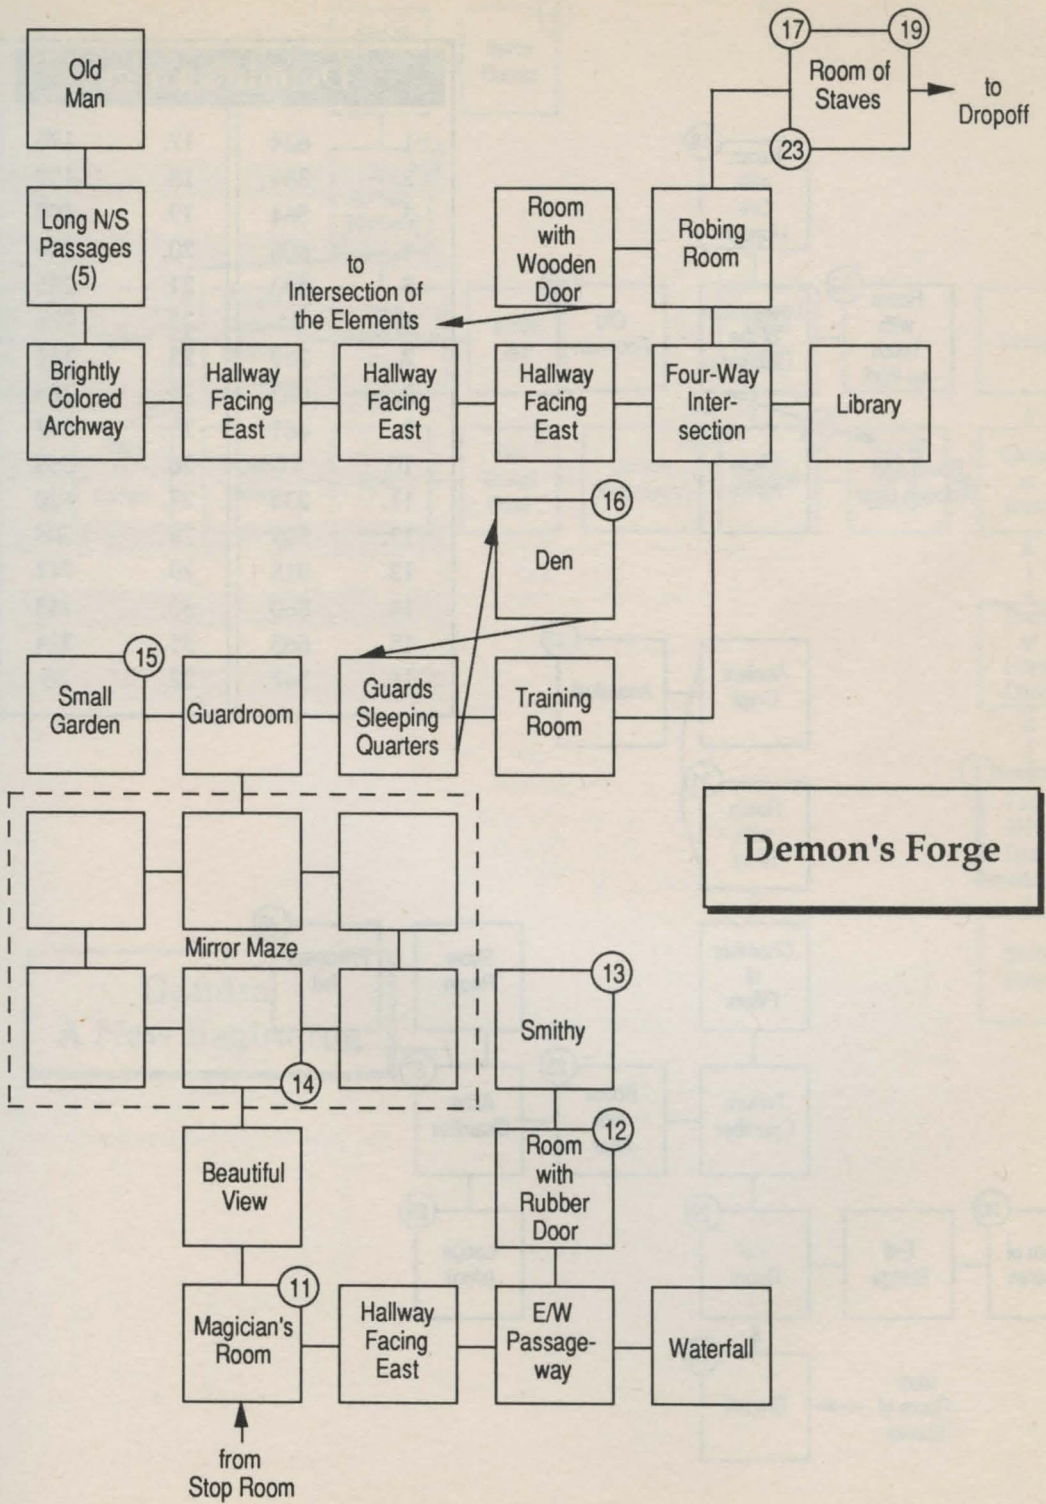 17
19
Room of
Staves
to
Dropoff
23
Old
Man
Long N/S
Passages
(5)
Room
with
Wooden
Door
Robing
Room
to
Intersection of
the Elements
Brightly
Colored
Archway
Hallway
Facing
East
Hallway
Facing
East
Hallway
Facing
East
Four-Way
Inter-
section
Library
16
Den
15
Small
Garden
Guardroom
Guards
Sleeping
Quarters
Training
Room
Demon's Forge
Mirror Maze
13
Smithy
14
12
Room
with
Rubber
Door
Beautiful
View
11
Magician's
Room
Hallway
Facing
East
E/W
Passage-
way
Waterfall
from
Stop Room